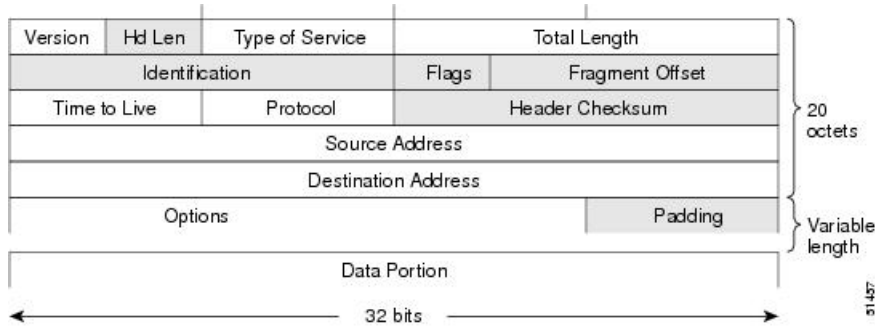 Version Hd Len Type of Service Total Length
Identification Flags Fragment Offset
Time to Live Protocol Header Checksum
20
octets
Source Address
Destination Address
Options Padding
Variable
length
Data Portion
32 bits
51457